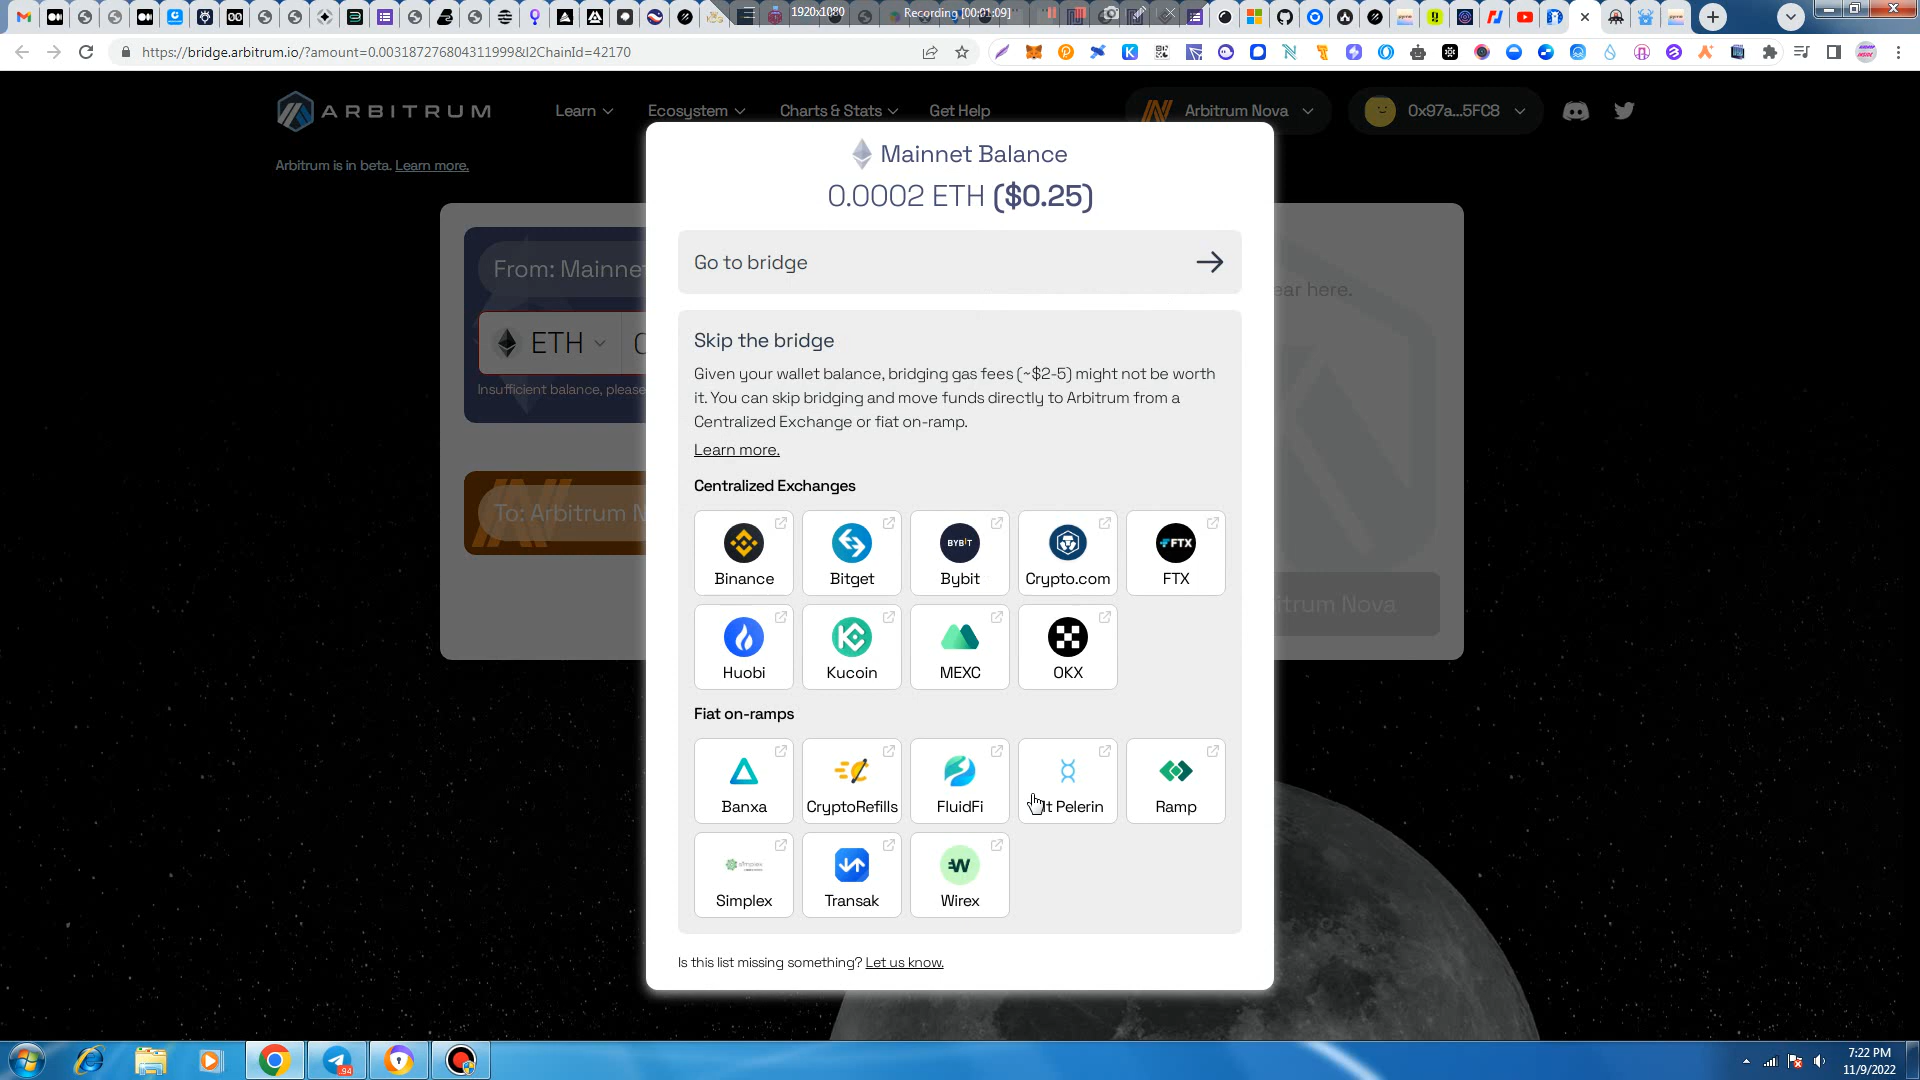 1920x1080
Recording [00:01:09]
https://bridge.arbitrum.io/?amount=0.0031872768043119998&l2ChainId=42170
ARBITRUM
Learn
Ecosystem
Charts & Stats
Get Help
Arbitrum Nova
0x97a...5FC8
Arbitrum is in beta. Learn more.
Mainnet Balance
0.0002 ETH ($0.25)
From: Mainnet
Go to bridge
ETH
Insufficient balance, please
ear here.
Skip the bridge
Given your wallet balance, bridging gas fees (~$2-5) might not be worth
it. You can skip bridging and move funds directly to Arbitrum from a
Centralized Exchange or fiat on-ramp.
Learn more.
To: Arbitrum N
Centralized Exchanges
BYBIT
FTX
Binance
Bitget
Bybit
Crypto.com
FTX
itrum Nova
Huobi
Kucoin
MEXC
OKX
Fiat on-ramps
Banxa
CryptoRefills
FluidFi
t Pelerin
Ramp
simplex
Simplex
Transak
Wirex
Is this list missing something? Let us know.
94
7:22 PM
11/9/2022